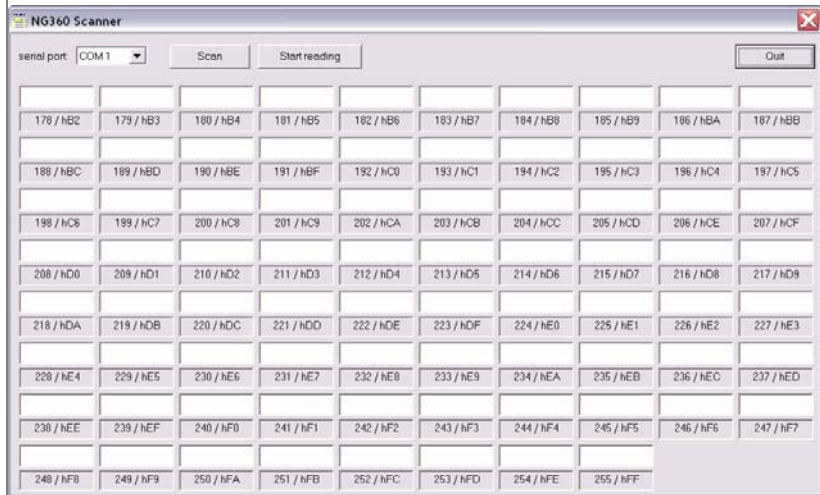 NG360 Scanner
serial port COM 1 Scan Start reading Quit
178 / hB2 179 / hB3 180 / hB4 181 / hB5 182 / hB6 183 / hB7 184 / hB8 185 / hB9 186 / hBA 187 / hBB
188 / hBC 189 / hBD 190 / hBE 191 / hBF 192 / hC0 193 / hC1 194 / hC2 195 / hC3 196 / hC4 197 / hC5
198 / hC6 199 / hC7 200 / hC8 201 / hC9 202 / hCA 203 / hCB 204 / hCC 205 / hCD 206 / hCE 207 / hCF
208 / hD0 209 / hD1 210 / hD2 211 / hD3 212 / hD4 213 / hD5 214 / hD6 215 / hD7 216 / hD8 217 / hD9
218 / hDA 219 / hDB 220 / hDC 221 / hDD 222 / hDE 223 / hDF 224 / hE0 225 / hE1 226 / hE2 227 / hE3
228 / hE4 229 / hE5 230 / hE6 231 / hE7 232 / hE8 233 / hE9 234 / hEA 235 / hEB 236 / hEC 237 / hED
238 / hEE 239 / hEF 240 / hF0 241 / hF1 242 / hF2 243 / hF3 244 / hF4 245 / hF5 246 / hF6 247 / hF7
248 / hF8 249 / hF9 250 / hFA 251 / hFB 252 / hFC 253 / hFD 254 / hFE 255 / hFF